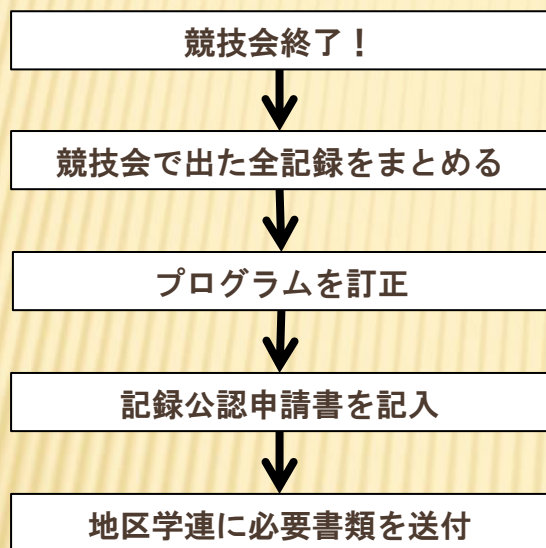 競技会終了！
競技会で出た全記録をまとめる
プログラムを訂正
記録公認申請書を記入
地区学連に必要書類を送付